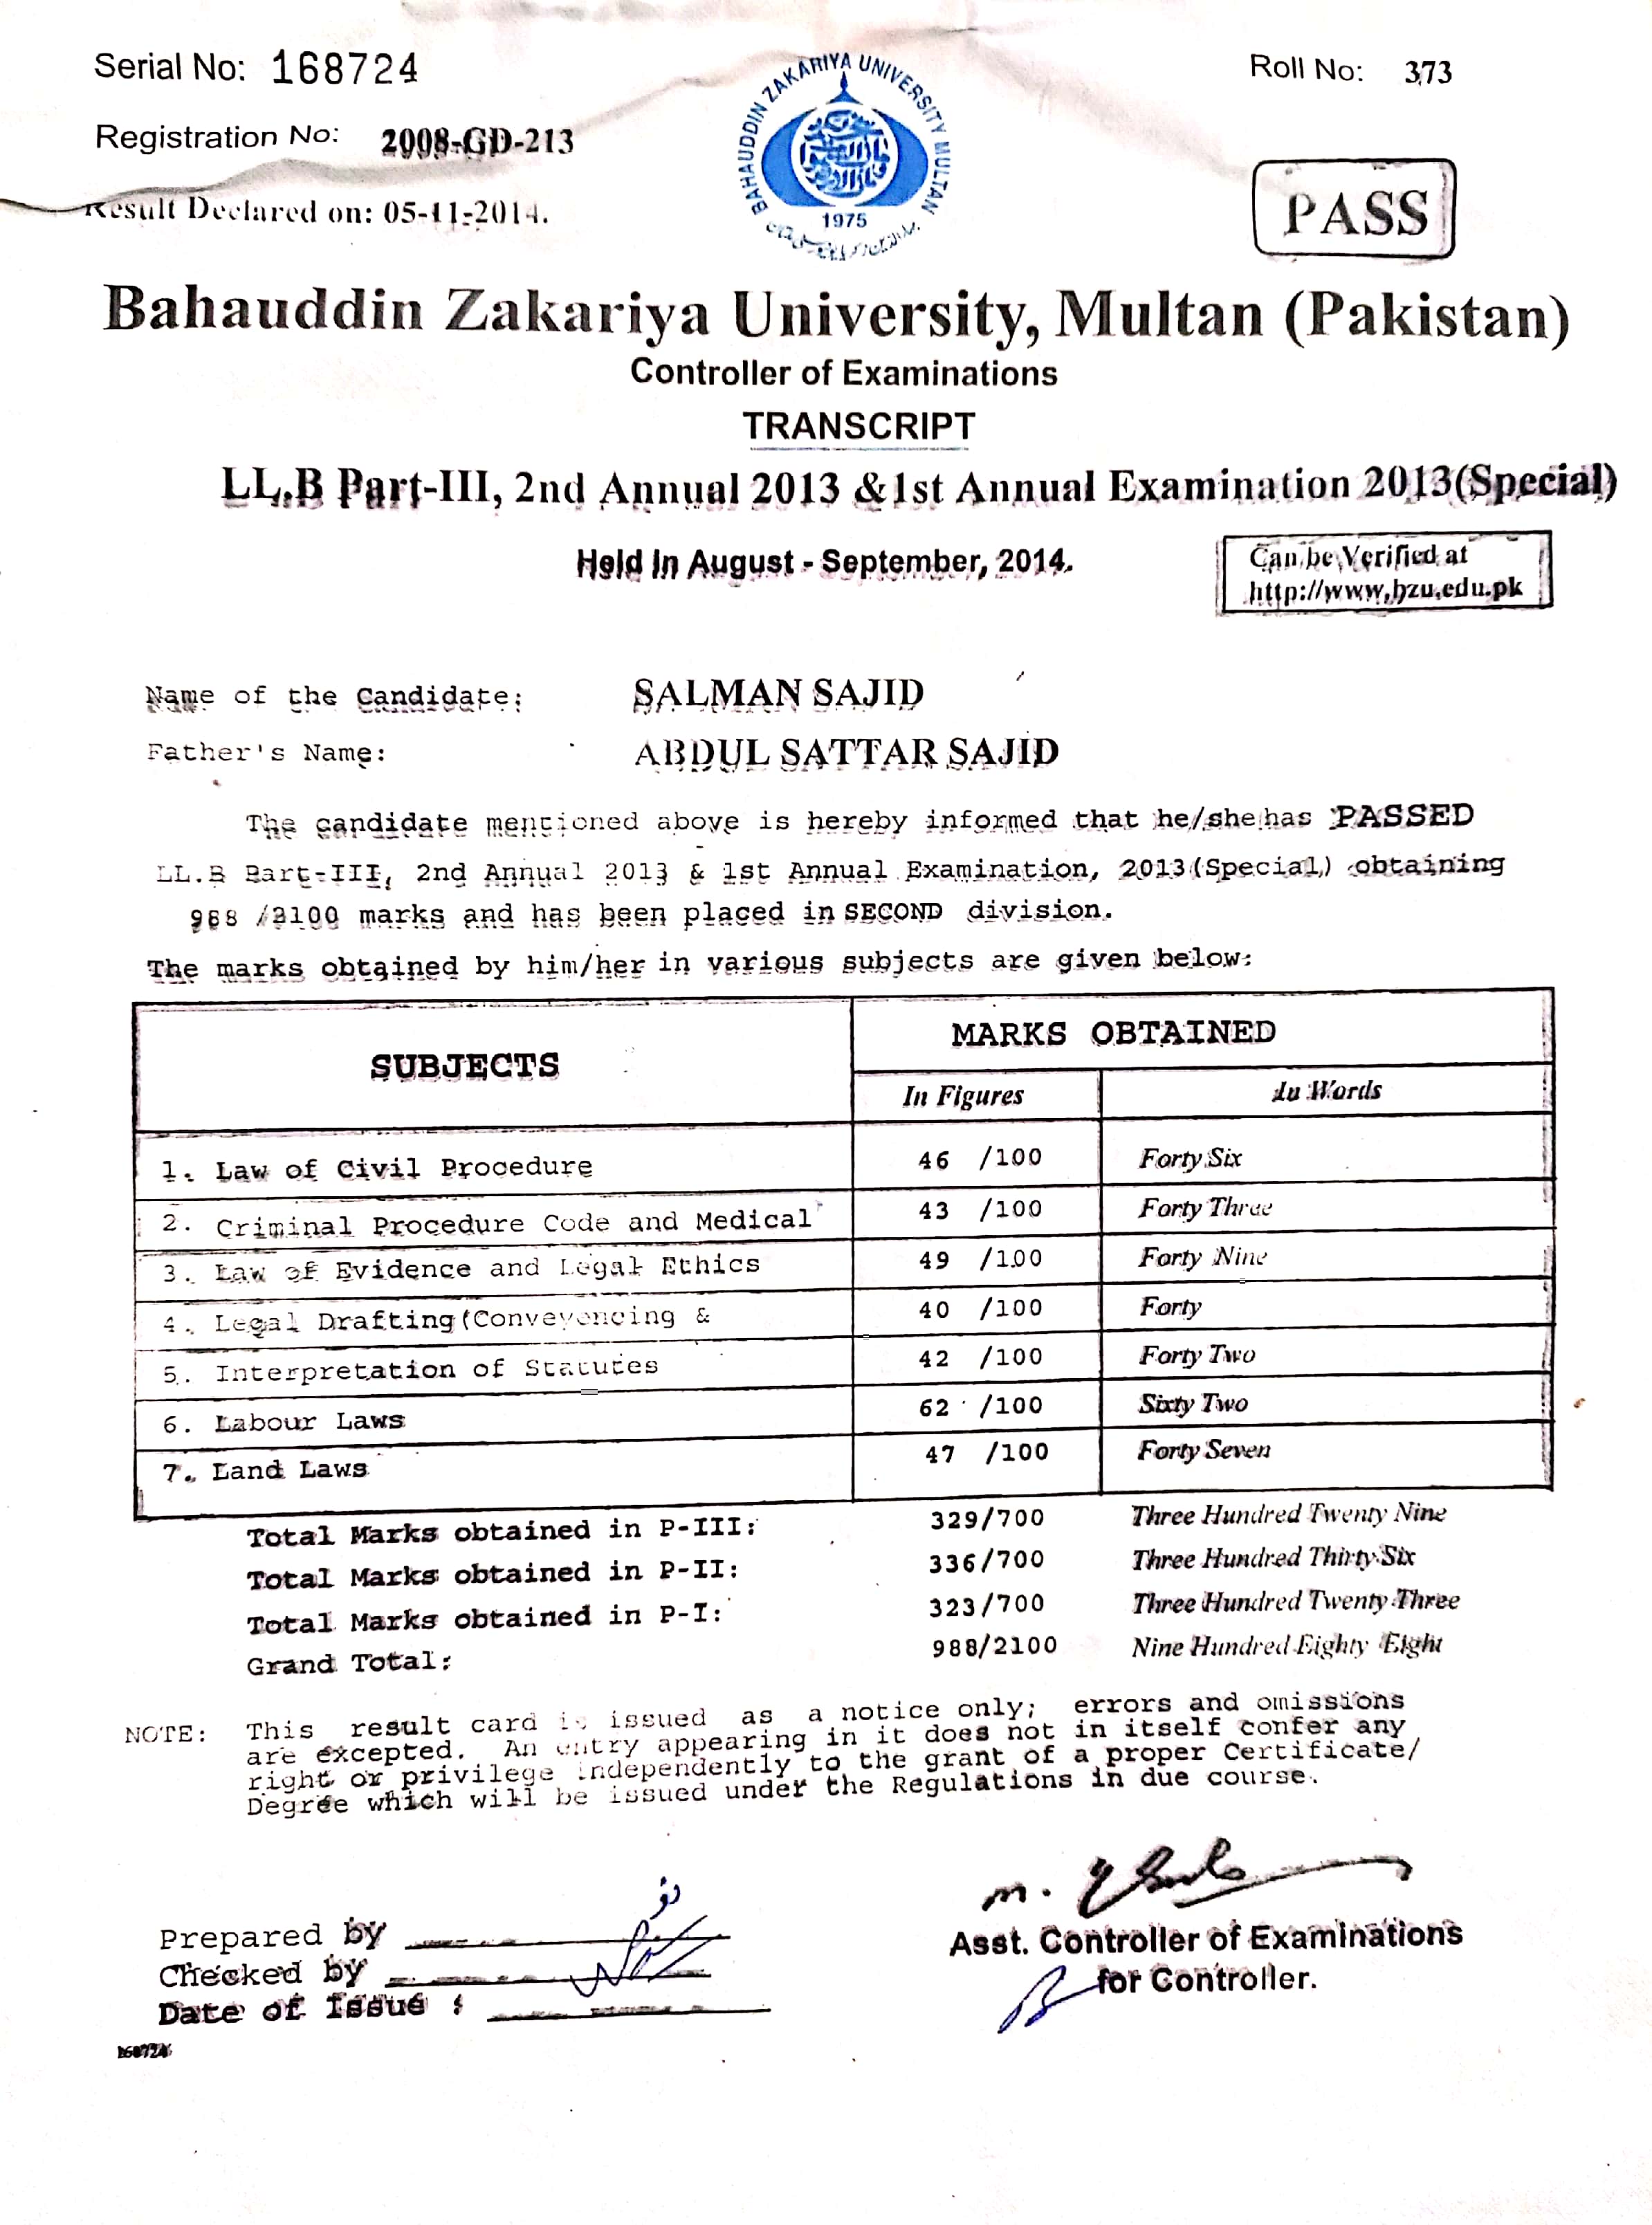 Serial No: 168724
Roll No: 373
Registration No: 2008-GD-213
Result Declared on: 05-11-2014.
BAHAUDDIN ZAKARIYA UNIVERSITY MULTAN
1975
PASS
Bahauddin Zakariya University, Multan (Pakistan)
Controller of Examinations
TRANSCRIPT
LL.B Part-III, 2nd Annual 2013 & 1st Annual Examination 2013(Special)
Held In August - September, 2014.
Can be Verified at
http://www.bzu.edu.pk
Name of the Candidate: SALMAN SAJID
Father's Name: ABDUL SATTAR SAJID
The candidate mentioned above is hereby informed that he/she has PASSED
LL.B Part-III, 2nd Annual 2013 & 1st Annual Examination, 2013(Special) obtaining
988 /2100 marks and has been placed in SECOND division.
The marks obtained by him/her in various subjects are given below:
SUBJECTS MARKS OBTAINED
In Figures In Words
1. Law of Civil Procedure 46 /100 Forty Six
2. Criminal Procedure Code and Medical 43 /100 Forty Three
3. Law of Evidence and Legal Ethics 49 /100 Forty Nine
4. Legal Drafting(Conveyencing & 40 /100 Forty
5. Interpretation of Statutes 42 /100 Forty Two
6. Labour Laws 62 /100 Sixty Two
7. Land Laws 47 /100 Forty Seven
Total Marks obtained in P-III: 329/700 Three Hundred Twenty Nine
Total Marks obtained in P-II: 336/700 Three Hundred Thirty Six
Total Marks obtained in P-I: 323/700 Three Hundred Twenty Three
Grand Total: 988/2100 Nine Hundred Eighty Eight
NOTE: This result card is issued as a notice only; errors and omissions
are excepted. An entry appearing in it does not in itself confer any
right or privilege independently to the grant of a proper Certificate/
Degree which will be issued under the Regulations in due course.
Prepared by
Checked by
Date of Issue :
Asst. Controller of Examinations
for Controller.
168724